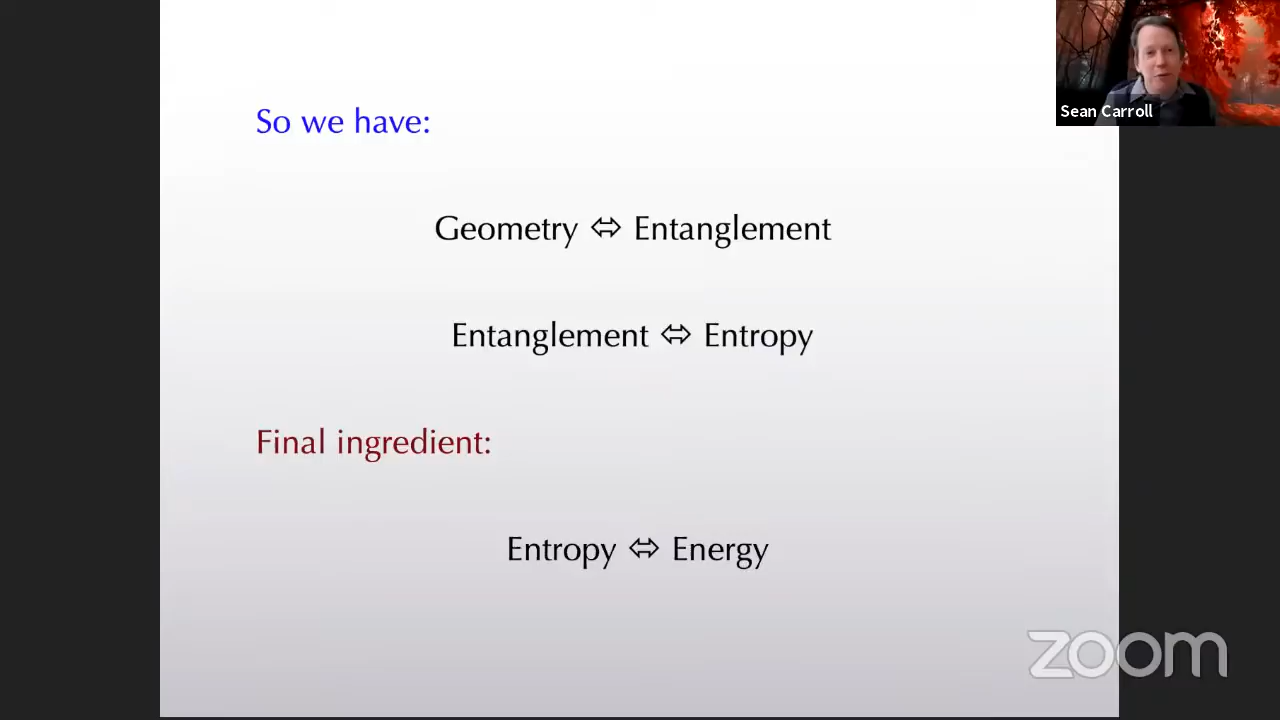 So we have:
Geometry ⇔ Entanglement
Entanglement ⇔ Entropy
Final ingredient:
Entropy ⇔ Energy
Sean Carroll
zoom